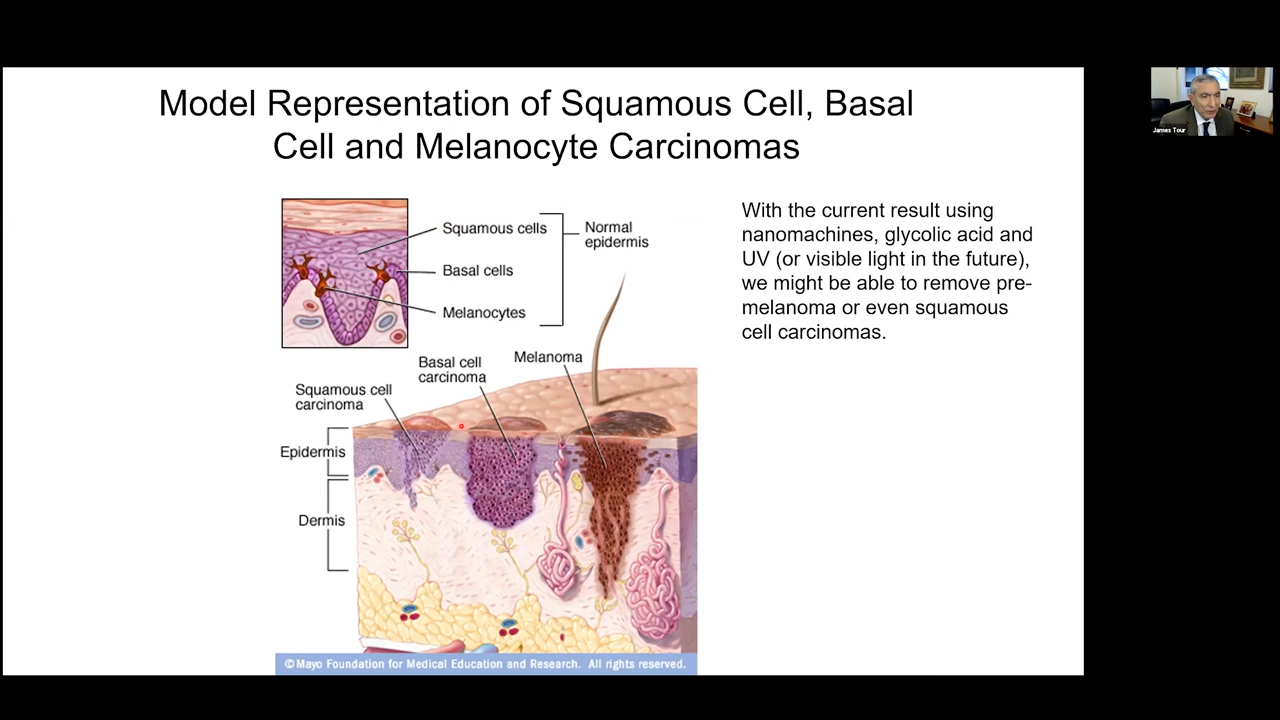 Model Representation of Squamous Cell, Basal
Cell and Melanocyte Carcinomas
James Tour
Squamous cells
Basal cells
Melanocytes
Normal
epidermis
With the current result using
nanomachines, glycolic acid and
UV (or visible light in the future),
we might be able to remove pre-
melanoma or even squamous
cell carcinomas.
Squamous cell
carcinoma
Basal cell
carcinoma
Melanoma
Epidermis
Dermis
©Mayo Foundation for Medical Education and Research. All rights reserved.